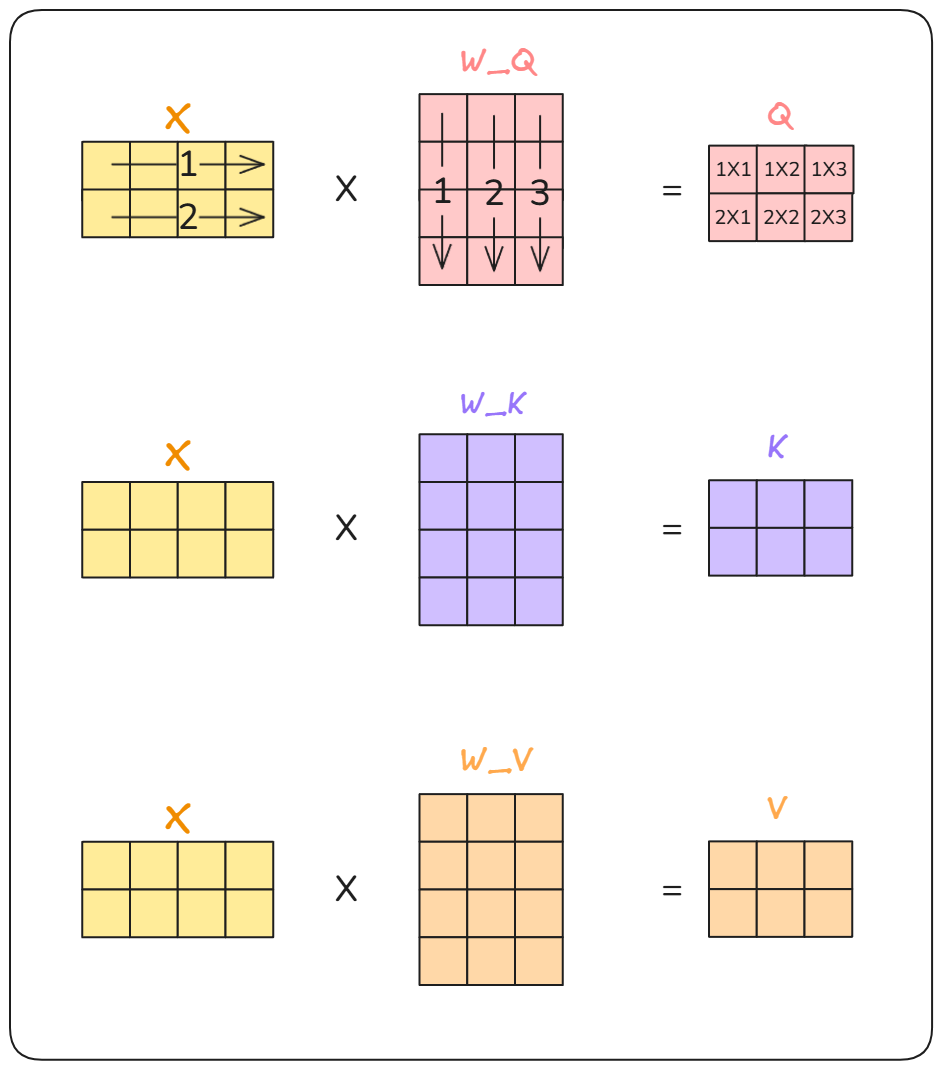 W_Q
X
Q
1
2
X
1 2 3
=
1X1 1X2 1X3
2X1 2X2 2X3
W_K
X
K
X
=
W_V
X
V
X
=